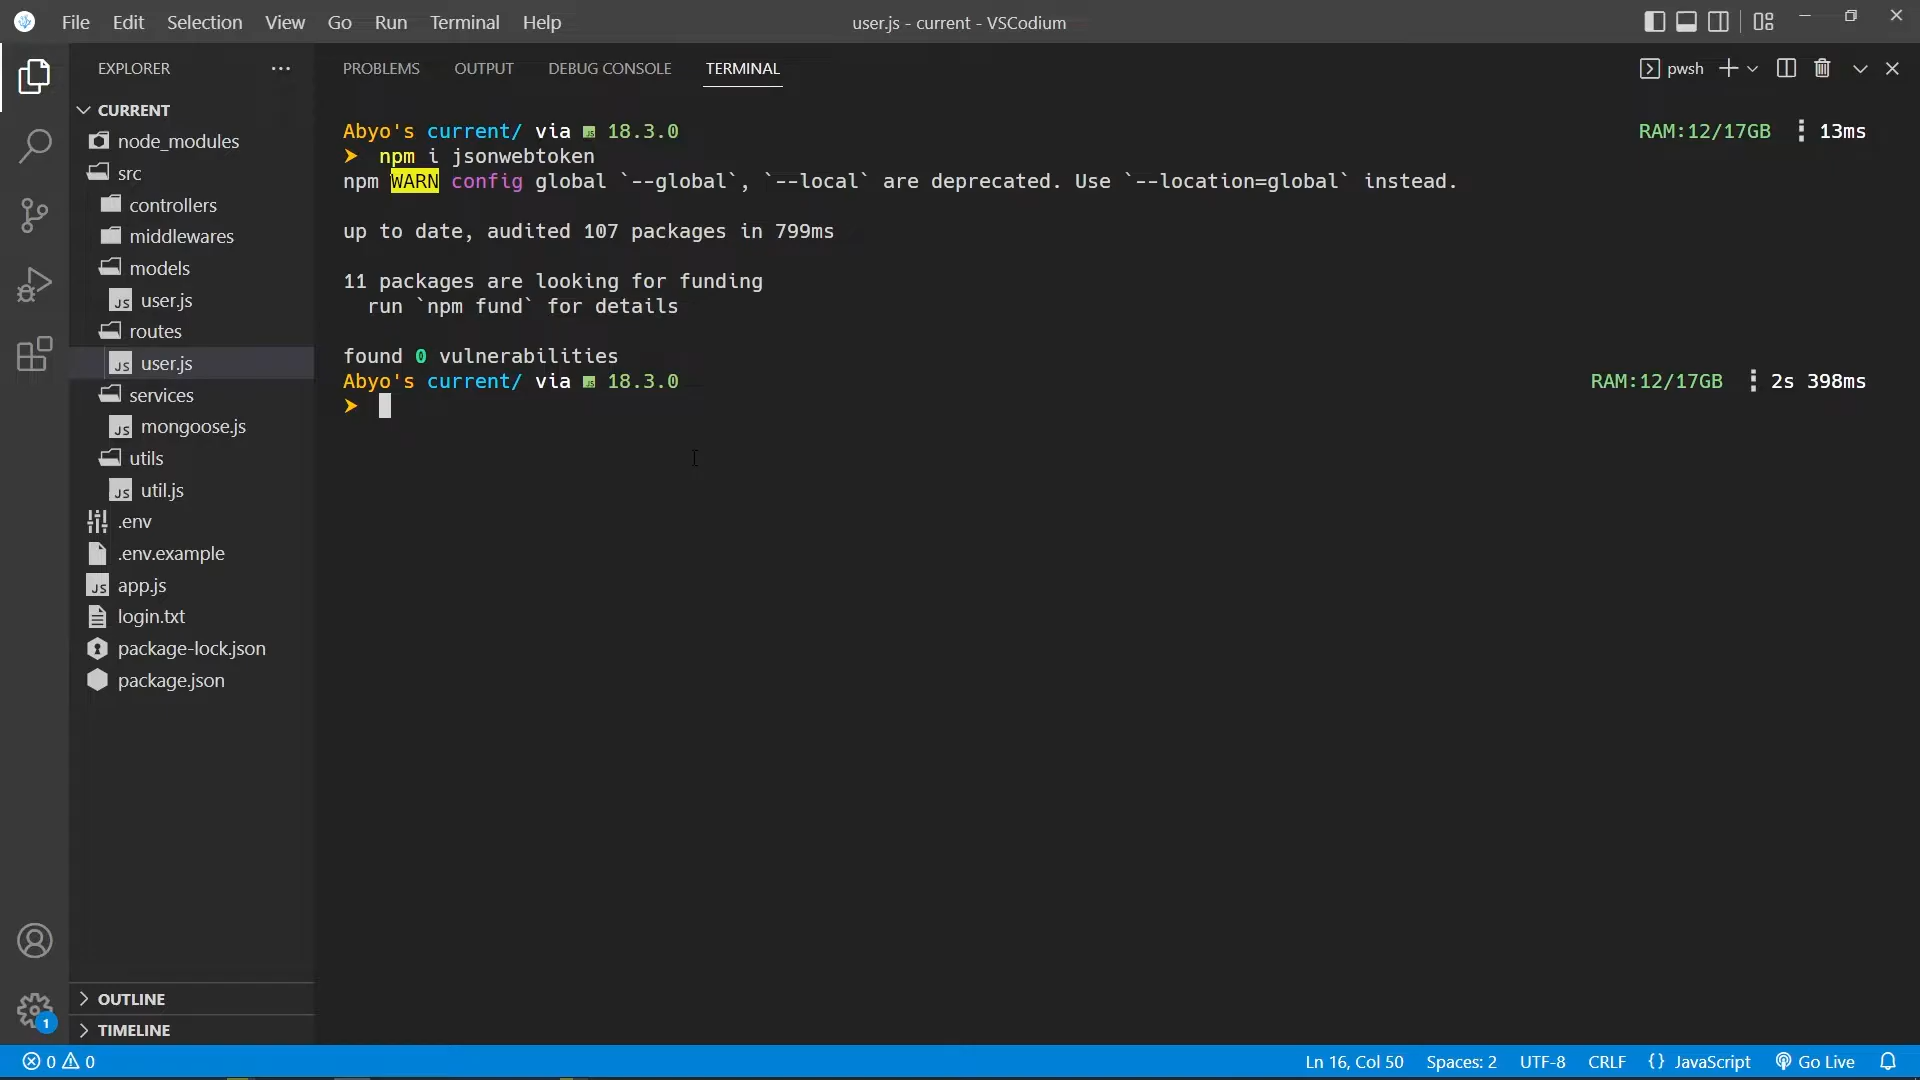 File Edit Selection View Go Run Terminal Help
user.js - current - VSCodium
EXPLORER
CURRENT
node_modules
src
controllers
middlewares
models
JS user.js
routes
JS user.js
services
JS mongoose.js
utils
JS util.js
.env
.env.example
JS app.js
login.txt
package-lock.json
package.json
OUTLINE
TIMELINE
1
PROBLEMS OUTPUT DEBUG CONSOLE TERMINAL
pwsh
Abyo's current/ via 18.3.0 RAM:12/17GB 13ms
➤ npm i jsonwebtoken
npm WARN config global `--global`, `--local` are deprecated. Use `--location=global` instead.
up to date, audited 107 packages in 799ms
11 packages are looking for funding
run `npm fund` for details
found 0 vulnerabilities
Abyo's current/ via 18.3.0 RAM:12/17GB 2s 398ms
➤
0 0 Ln 16, Col 50 Spaces: 2 UTF-8 CRLF {} JavaScript Go Live